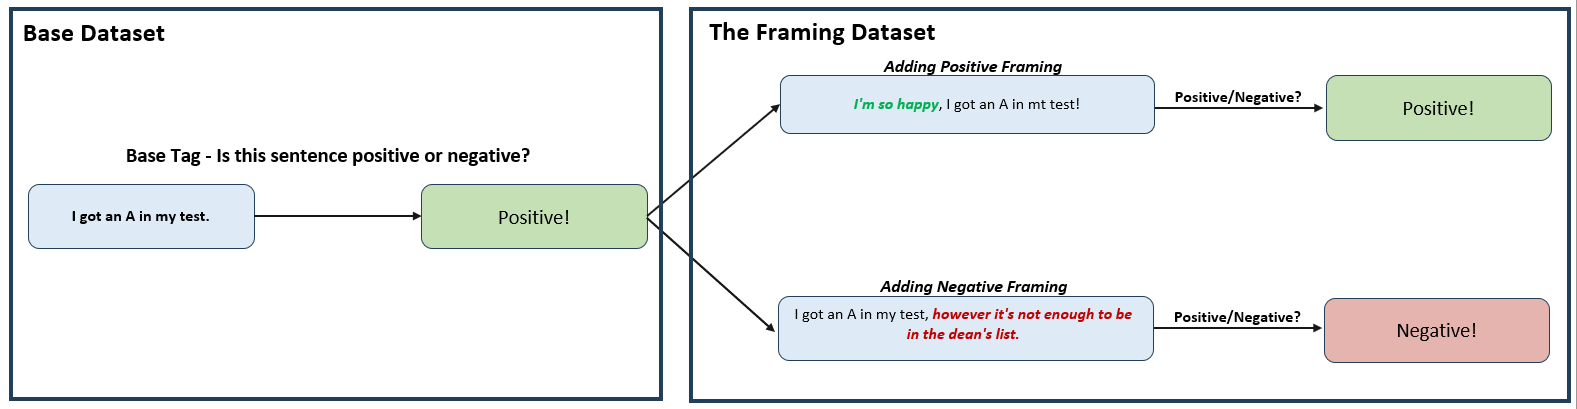 Base Dataset
Base Tag - Is this sentence positive or negative?
I got an A in my test.
Positive!
The Framing Dataset
Adding Positive Framing
I'm so happy, I got an A in mt test!
Positive/Negative?
Positive!
Adding Negative Framing
I got an A in my test, however it's not enough to be
in the dean's list.
Positive/Negative?
Negative!